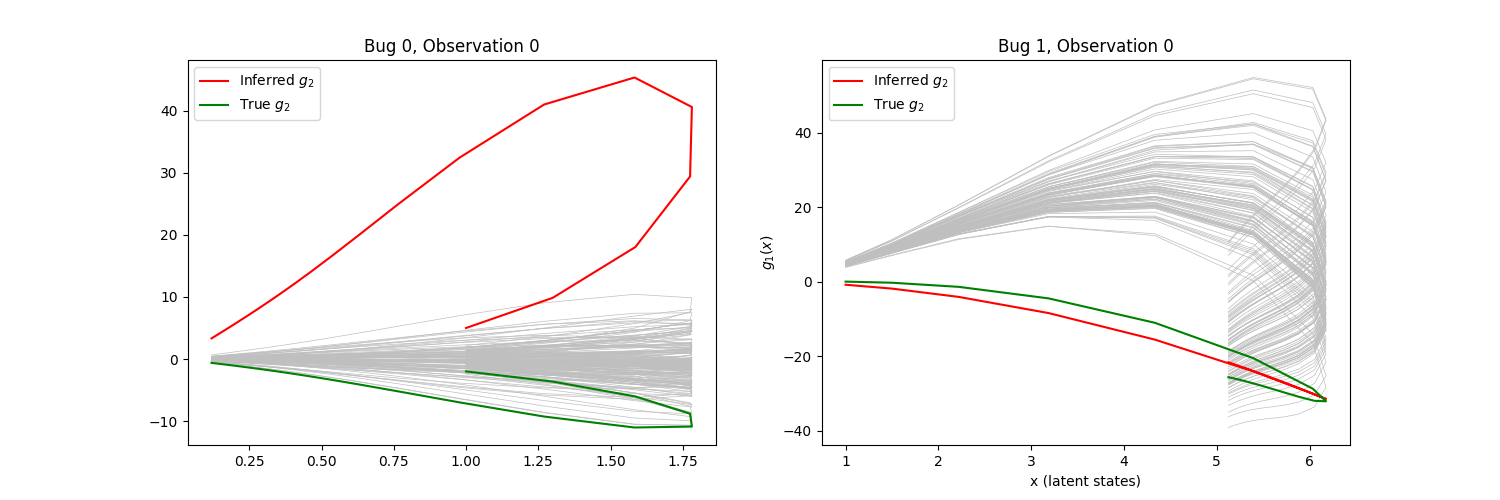 Bug 0, Observation 0
Inferred g₂
True g₂
40
30
20
10
0
−10
0.25 0.50 0.75 1.00 1.25 1.50 1.75
Bug 1, Observation 0
Inferred g₂
True g₂
g₁(x)
40
20
0
−20
−40
1 2 3 4 5 6
x (latent states)